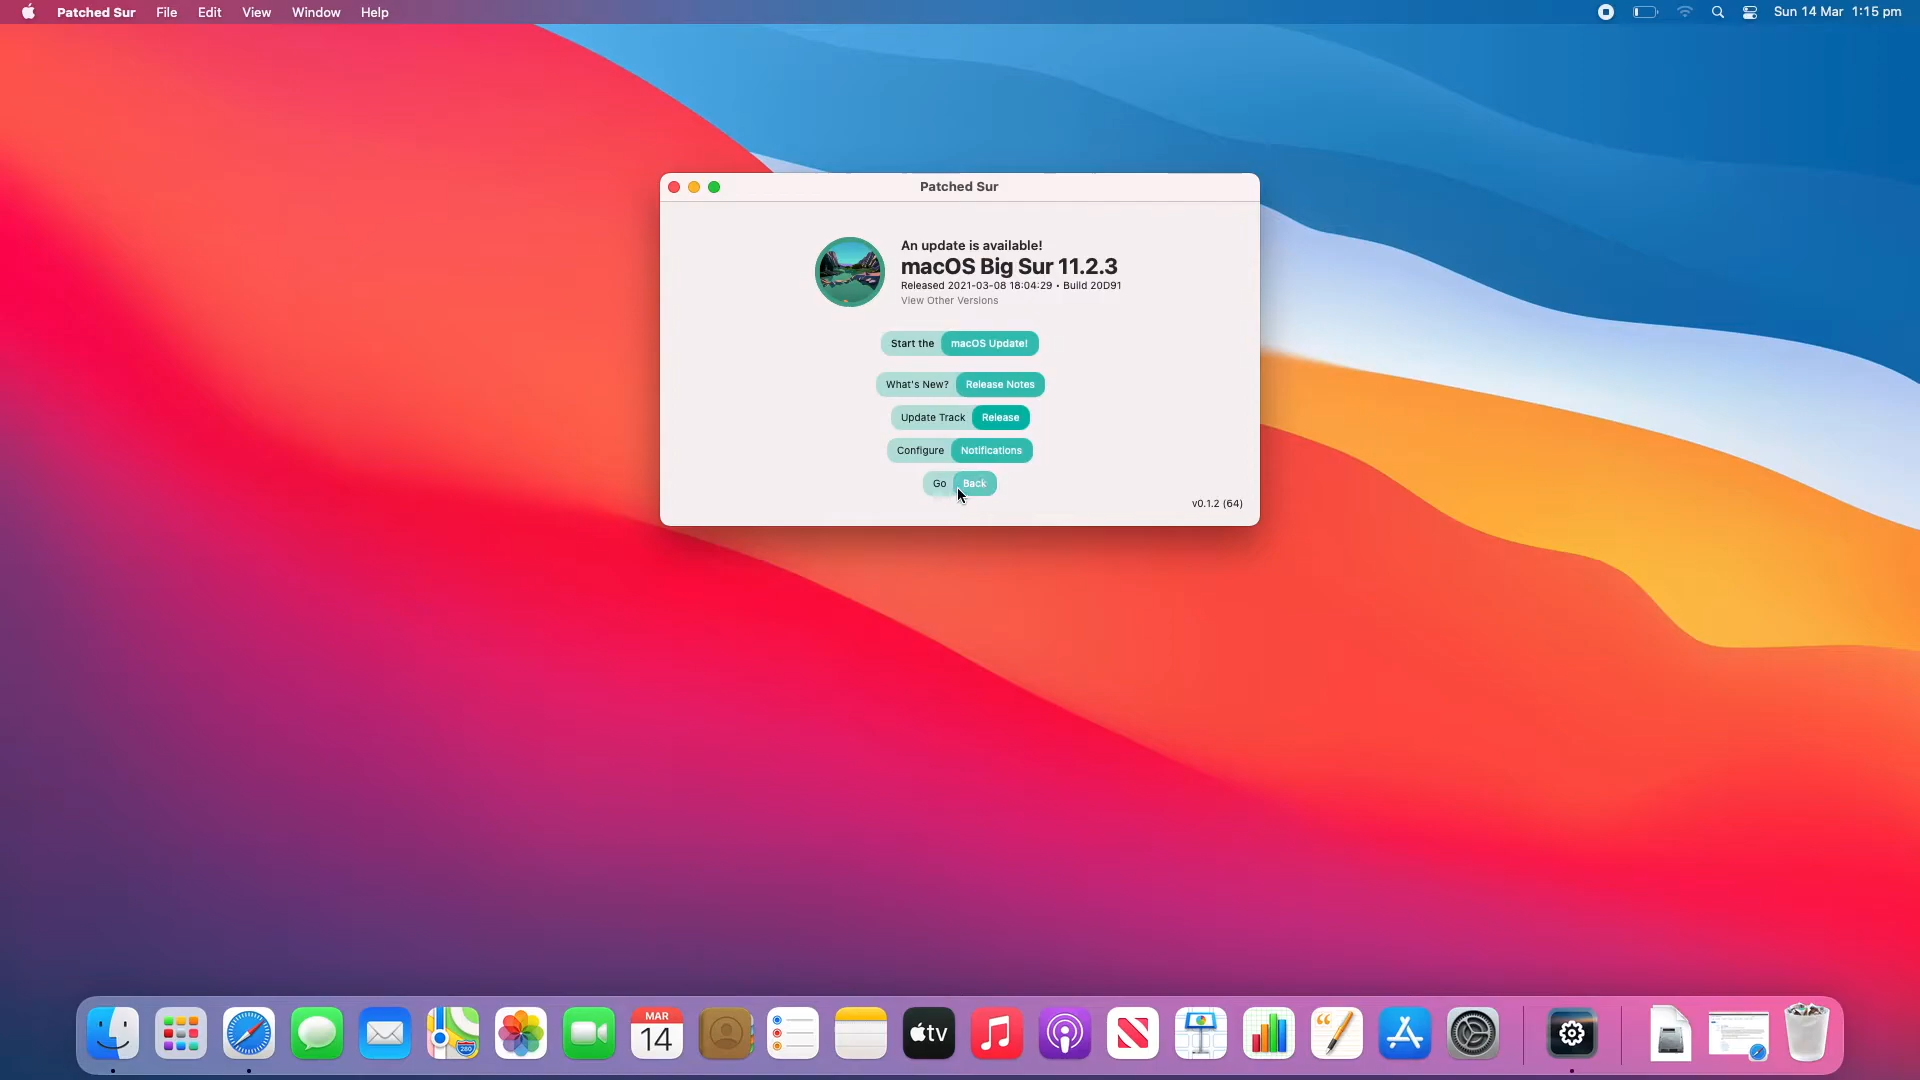 Patched Sur File Edit View Window Help Sun 14 Mar 1:15 pm
Patched Sur
An update is available!
macOS Big Sur 11.2.3
Released 2021-03-08 18:04:29 • Build 20D91
View Other Versions
Start the macOS Update!
What's New? Release Notes
Update Track Release
Configure Notifications
Go Back
v0.1.2 (64)
MAR
14
tv
280